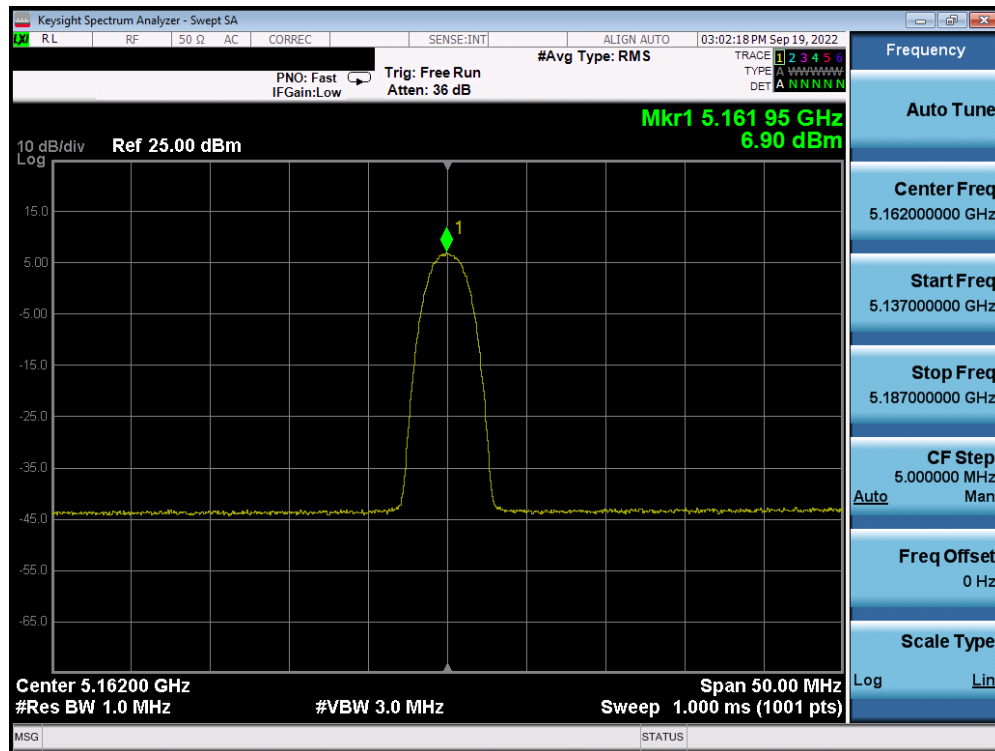 Keysight Spectrum Analyzer - Swept SA
LXI RL RF 50 Ω AC CORREC SENSE:INT ALIGN AUTO 03:02:18 PM Sep 19, 2022
#Avg Type: RMS
PNO: Fast
IFGain:Low
Trig: Free Run
Atten: 36 dB
TRACE 1 2 3 4 5 6
TYPE A WWWWW
DET A N N N N N
Mkr1 5.161 95 GHz
6.90 dBm
10 dB/div
Log
Ref 25.00 dBm
15.0
5.00
-5.00
-15.0
-25.0
-35.0
-45.0
-55.0
-65.0
1
Center 5.16200 GHz
Span 50.00 MHz
#Res BW 1.0 MHz
#VBW 3.0 MHz
Sweep 1.000 ms (1001 pts)
MSG
STATUS
Frequency
Auto Tune
Center Freq
5.162000000 GHz
Start Freq
5.137000000 GHz
Stop Freq
5.187000000 GHz
CF Step
5.000000 MHz
Auto Man
Freq Offset
0 Hz
Scale Type
Log Lin